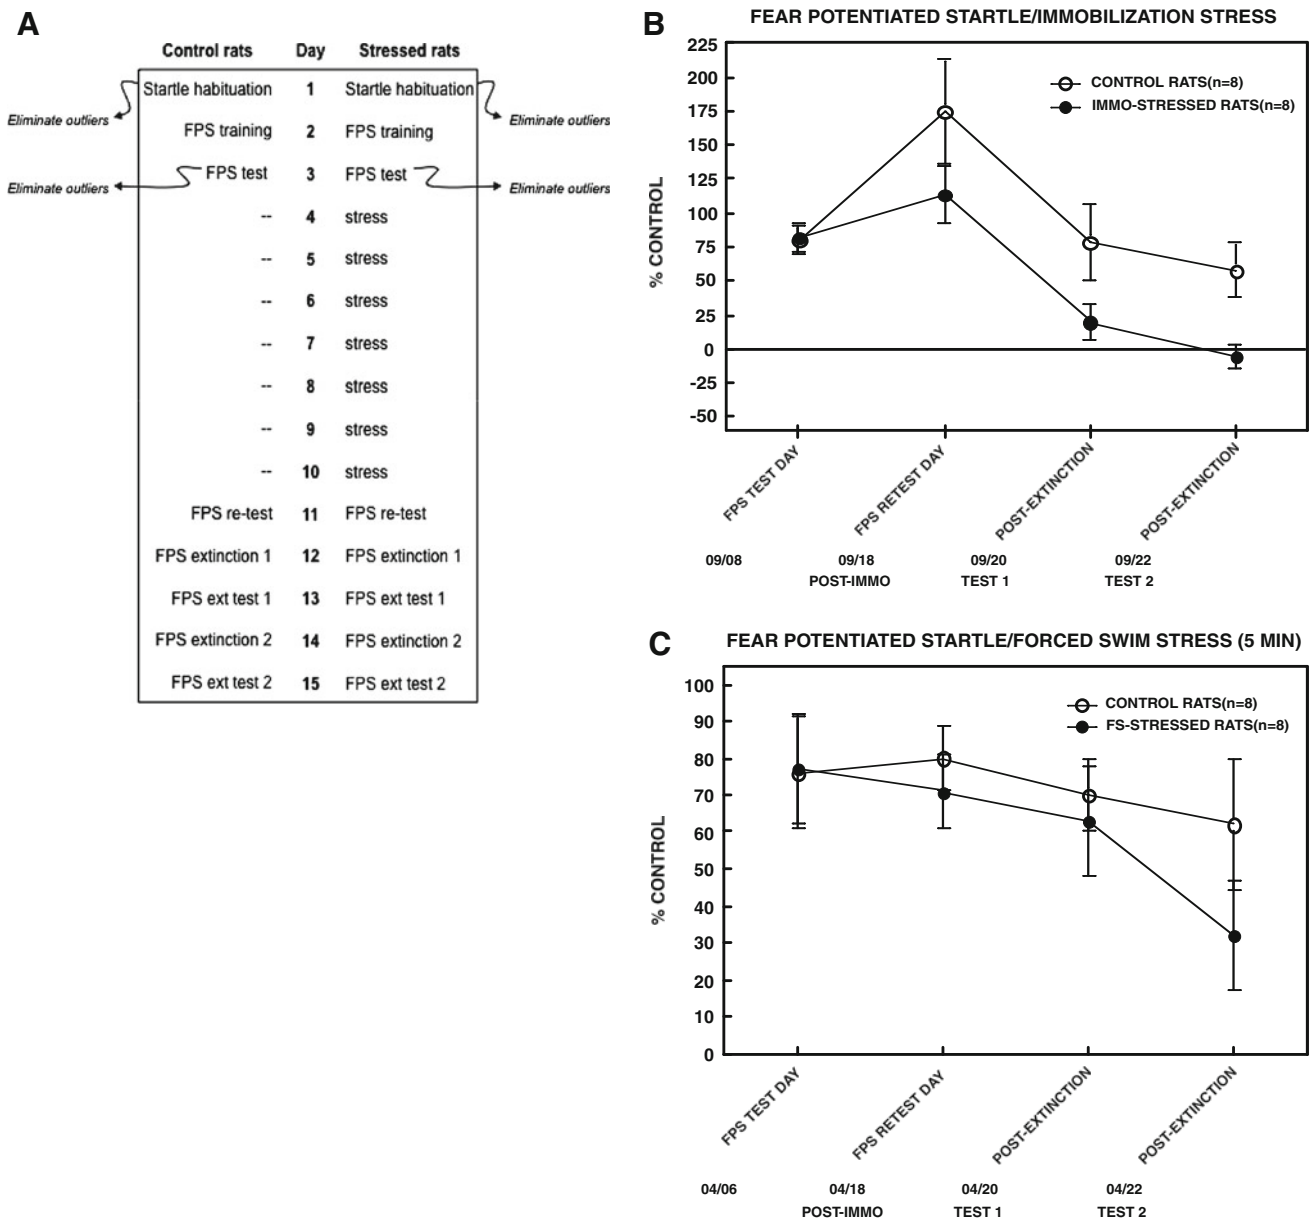 A
Control rats Day Stressed rats
Startle habituation 1 Startle habituation
Eliminate outliers Eliminate outliers
FPS training 2 FPS training
FPS test 3 FPS test
Eliminate outliers Eliminate outliers
-- 4 stress
-- 5 stress
-- 6 stress
-- 7 stress
-- 8 stress
-- 9 stress
-- 10 stress
FPS re-test 11 FPS re-test
FPS extinction 1 12 FPS extinction 1
FPS ext test 1 13 FPS ext test 1
FPS extinction 2 14 FPS extinction 2
FPS ext test 2 15 FPS ext test 2
B
FEAR POTENTIATED STARTLE/IMMOBILIZATION STRESS
CONTROL RATS(n=8)
IMMO-STRESSED RATS(n=8)
% CONTROL
225
200
175
150
125
100
75
50
25
0
-25
-50
FPS TEST DAY
FPS RETEST DAY
POST-EXTINCTION
POST-EXTINCTION
09/08 09/18 09/20 09/22
POST-IMMO TEST 1 TEST 2
C
FEAR POTENTIATED STARTLE/FORCED SWIM STRESS (5 MIN)
CONTROL RATS(n=8)
FS-STRESSED RATS(n=8)
% CONTROL
100
90
80
70
60
50
40
30
20
10
0
FPS TEST DAY
FPS RETEST DAY
POST-EXTINCTION
POST-EXTINCTION
04/06 04/18 04/20 04/22
POST-IMMO TEST 1 TEST 2